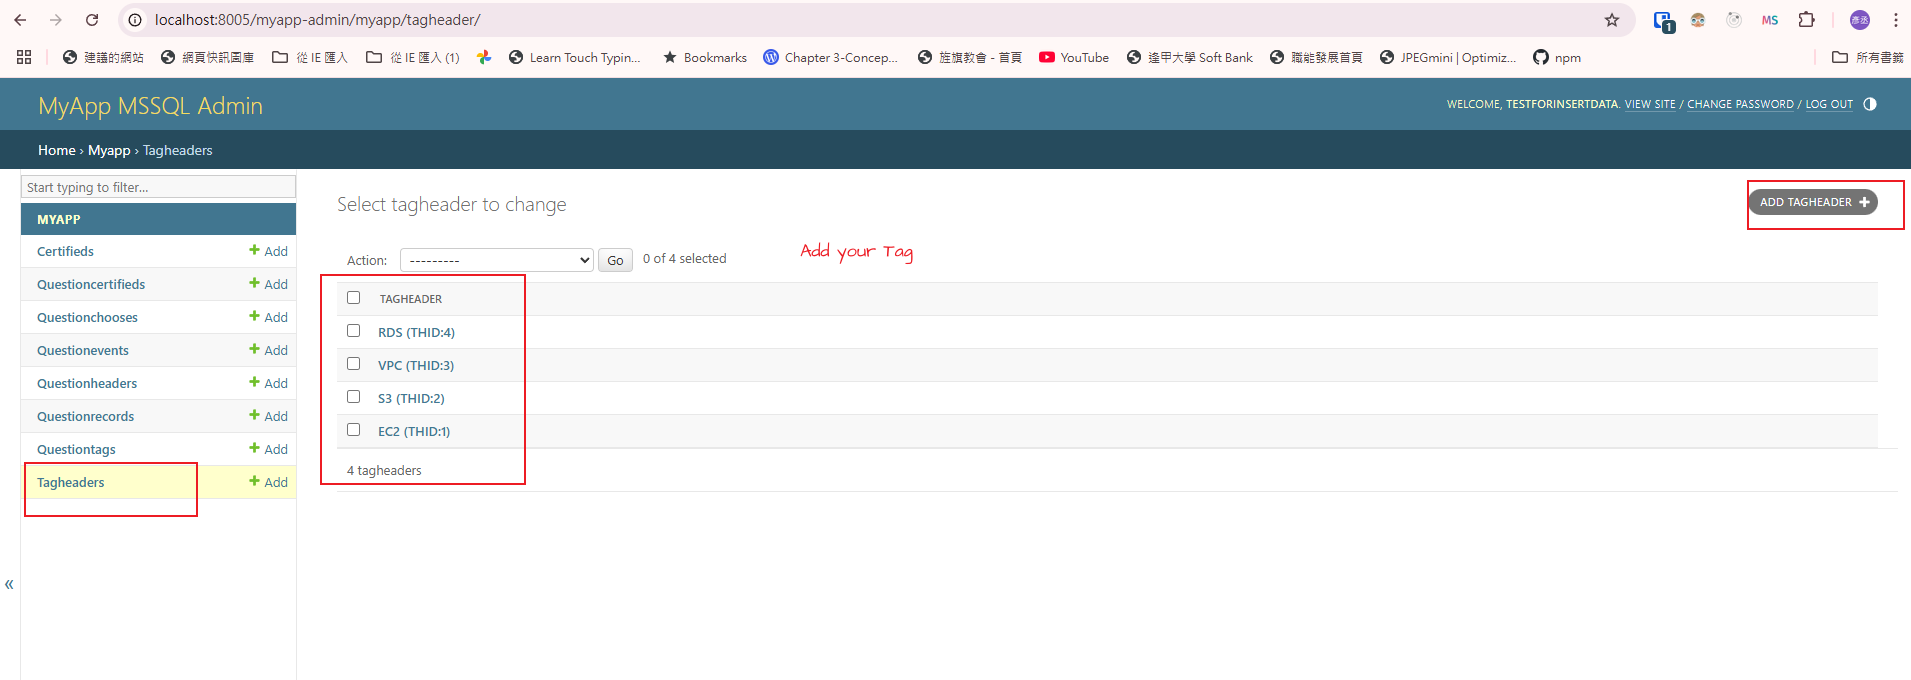 localhost:8005/myapp-admin/myapp/tagheader/
1
MS
彥丞
建議的網站
網頁快訊圖庫
從 IE 匯入
從 IE 匯入 (1)
Learn Touch Typin...
Bookmarks
Chapter 3-Concep...
旌旗教會 - 首頁
YouTube
逢甲大學 Soft Bank
職能發展首頁
JPEGmini | Optimiz...
npm
所有書籤
MyApp MSSQL Admin
WELCOME, TESTFORINSERTDATA. VIEW SITE / CHANGE PASSWORD / LOG OUT
Home › Myapp › Tagheaders
Start typing to filter...
MYAPP
Certifieds + Add
Questioncertifieds + Add
Questionchooses + Add
Questionevents + Add
Questionheaders + Add
Questionrecords + Add
Questiontags + Add
Tagheaders + Add
«
Select tagheader to change
ADD TAGHEADER +
Add your Tag
Action: --------- Go 0 of 4 selected
TAGHEADER
RDS (THID:4)
VPC (THID:3)
S3 (THID:2)
EC2 (THID:1)
4 tagheaders